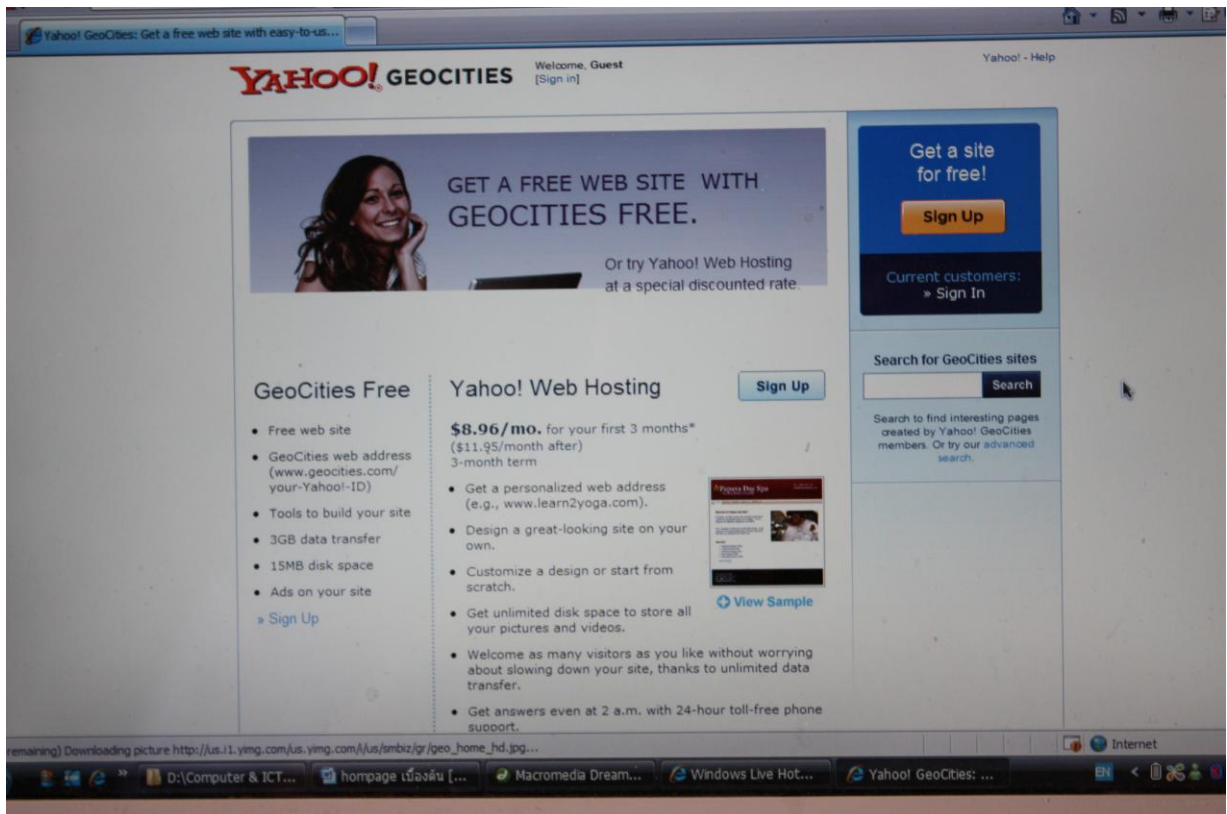 Yahoo! GeoCities: Get a free web site with easy-to-us...
YAHOO! GEOCITIES
Welcome, Guest
[Sign in]
Yahoo! - Help
GET A FREE WEB SITE WITH
GEOCITIES FREE.
Or try Yahoo! Web Hosting
at a special discounted rate.
Get a site
for free!
Sign Up
Current customers:
» Sign In
Search for GeoCities sites
Search
Search to find interesting pages
created by Yahoo! GeoCities
members. Or try our advanced
search.
GeoCities Free
• Free web site
• GeoCities web address
(www.geocities.com/
your-Yahoo!-ID)
• Tools to build your site
• 3GB data transfer
• 15MB disk space
• Ads on your site
» Sign Up
Yahoo! Web Hosting
Sign Up
$8.96/mo. for your first 3 months*
($11.95/month after)
3-month term
• Get a personalized web address
(e.g., www.learn2yoga.com).
• Design a great-looking site on your
own.
• Customize a design or start from
scratch.
• Get unlimited disk space to store all
your pictures and videos.
• Welcome as many visitors as you like without worrying
about slowing down your site, thanks to unlimited data
transfer.
• Get answers even at 2 a.m. with 24-hour toll-free phone
support.
Day Spa
View Sample
remaining) Downloading picture http://us.i1.yimg.com/us.yimg.com/i/us/smbiz/gr/geo_home_hd.jpg...
Internet
D:\Computer & ICT...
hompage เบื้องต้น [...
Macromedia Dream...
Windows Live Hot...
Yahoo! GeoCities: ...
EN